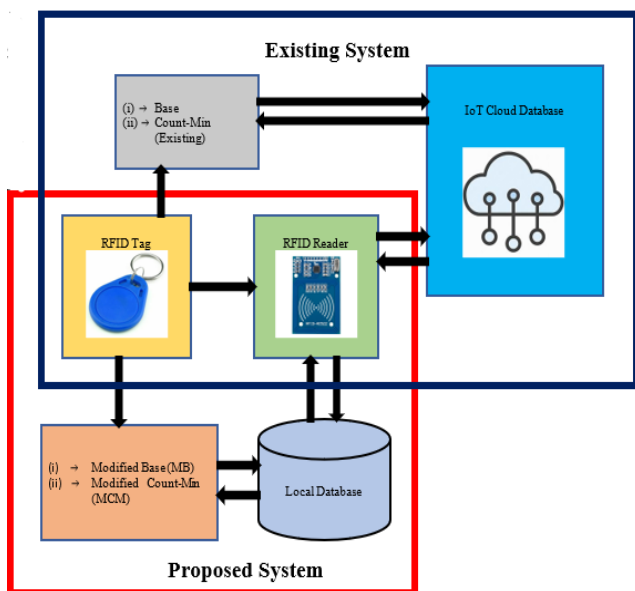 Existing System
(i) → Base
(ii) → Count-Min
(Existing)
IoT Cloud Database
RFID Tag
RFID Reader
(i) → Modified Base (MB)
(ii) → Modified Count-Min
(MCM)
Local Database
Proposed System